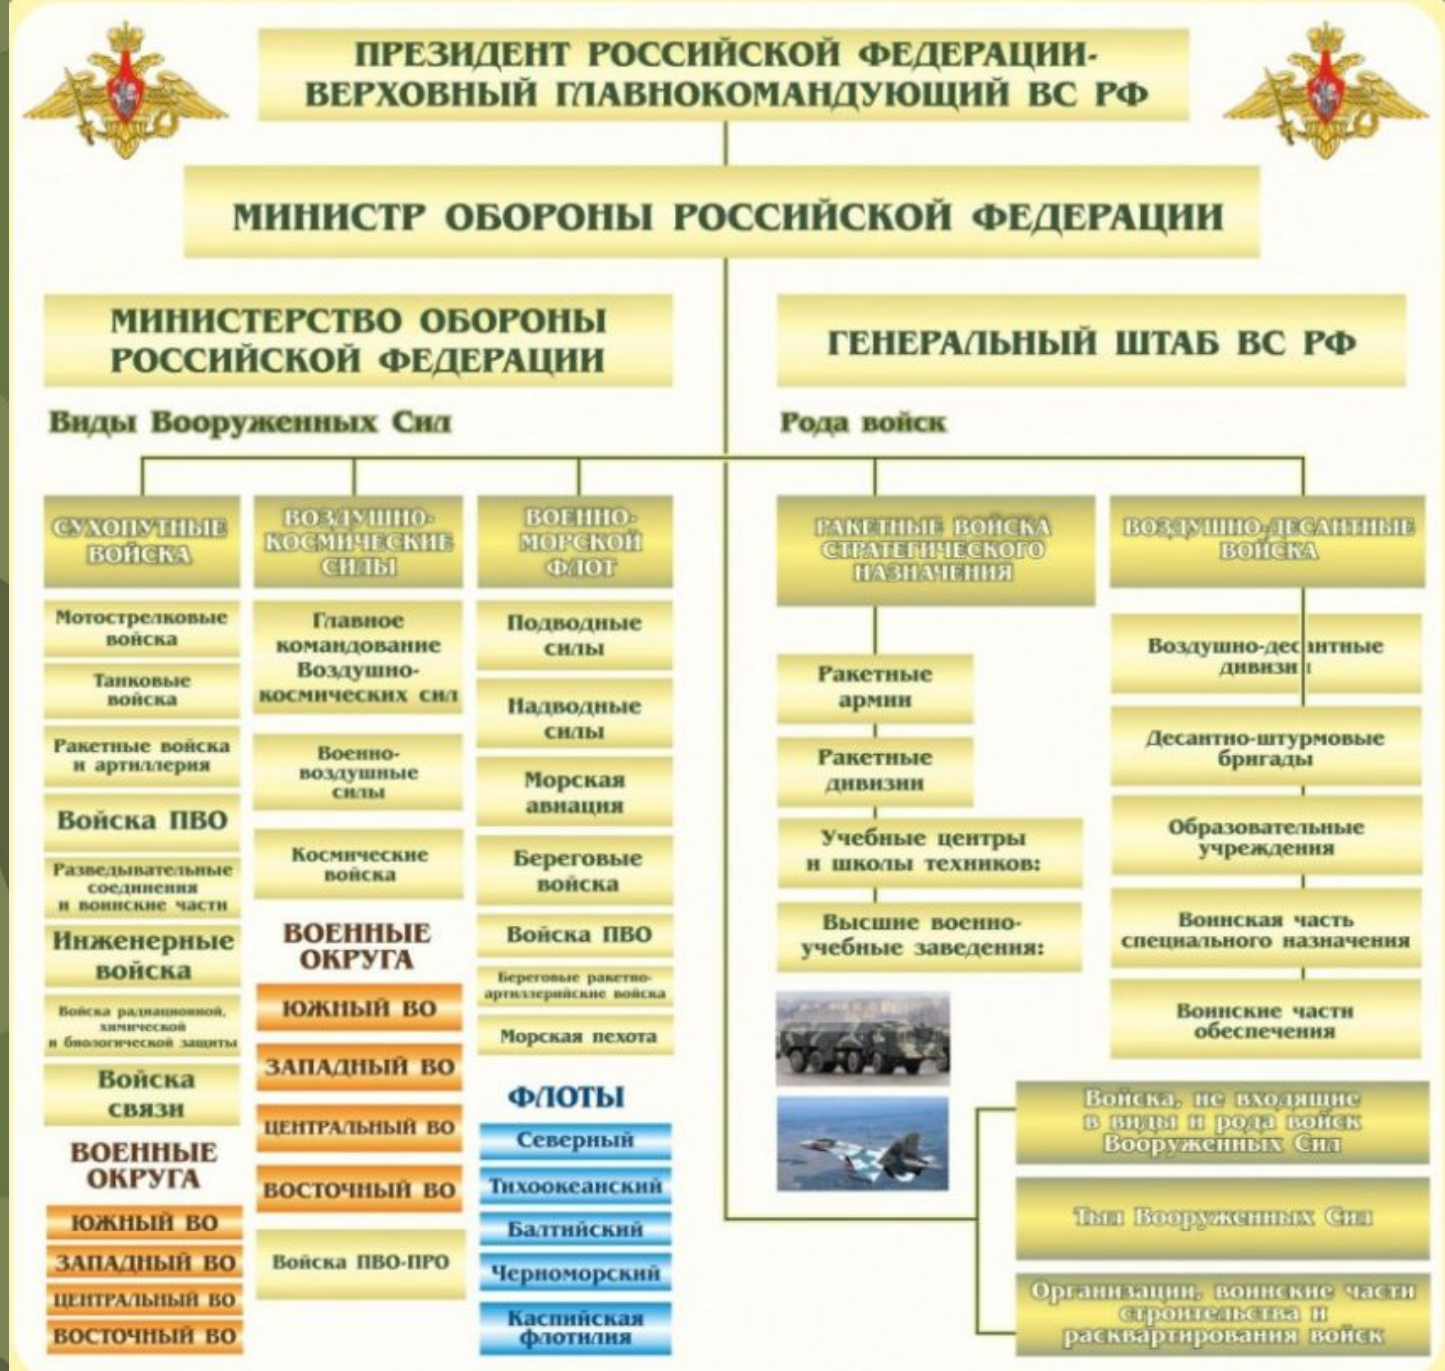 ПРЕЗИДЕНТ РОССИЙСКОЙ ФЕДЕРАЦИИ-
ВЕРХОВНЫЙ ГЛАВНОКОМАНДУЮЩИЙ ВС РФ
МИНИСТР ОБОРОНЫ РОССИЙСКОЙ ФЕДЕРАЦИИ
МИНИСТЕРСТВО ОБОРОНЫ
РОССИЙСКОЙ ФЕДЕРАЦИИ
ГЕНЕРАЛЬНЫЙ ШТАБ ВС РФ
Виды Вооруженных Сил
Рода войск
СУХОПУТНЫЕ
ВОЙСКА
Мотострелковые
войска
Танковые
войска
Ракетные войска
и артиллерия
Войска ПВО
Разведывательные
соединения
и воинские части
Инженерные
войска
Войска радиационной,
химической
и биологической защиты
Войска
связи
ВОЕННЫЕ
ОКРУГА
ЮЖНЫЙ ВО
ЗАПАДНЫЙ ВО
ЦЕНТРАЛЬНЫЙ ВО
ВОСТОЧНЫЙ ВО
ВОЗДУШНО-
КОСМИЧЕСКИЕ
СИЛЫ
Главное
командование
Воздушно-
космических сил
Военно-
воздушные
силы
Космические
войска
ВОЕННЫЕ
ОКРУГА
ЮЖНЫЙ ВО
ЗАПАДНЫЙ ВО
ЦЕНТРАЛЬНЫЙ ВО
ВОСТОЧНЫЙ ВО
Войска ПВО-ПРО
ВОЕННО-
МОРСКОЙ
ФЛОТ
Подводные
силы
Надводные
силы
Морская
авиация
Береговые
войска
Войска ПВО
Береговые ракетно-
артиллерийские войска
Морская пехота
ФЛОТЫ
Северный
Тихоокеанский
Балтийский
Черноморский
Каспийская
флотилия
РАКЕТНЫЕ ВОЙСКА
СТРАТЕГИЧЕСКОГО
НАЗНАЧЕНИЯ
Ракетные
армии
Ракетные
дивизии
Учебные центры
и школы техников:
Высшие военно-
учебные заведения:
ВОЗДУШНО-ДЕСАНТНЫЕ
ВОЙСКА
Воздушно-десантные
дивизии
Десантно-штурмовые
бригады
Образовательные
учреждения
Воинская часть
специального назначения
Воинские части
обеспечения
Войска, не входящие
в виды и рода войск
Вооруженных Сил
Тыл Вооруженных Сил
Организации, воинские части
строительства и
расквартирования войск